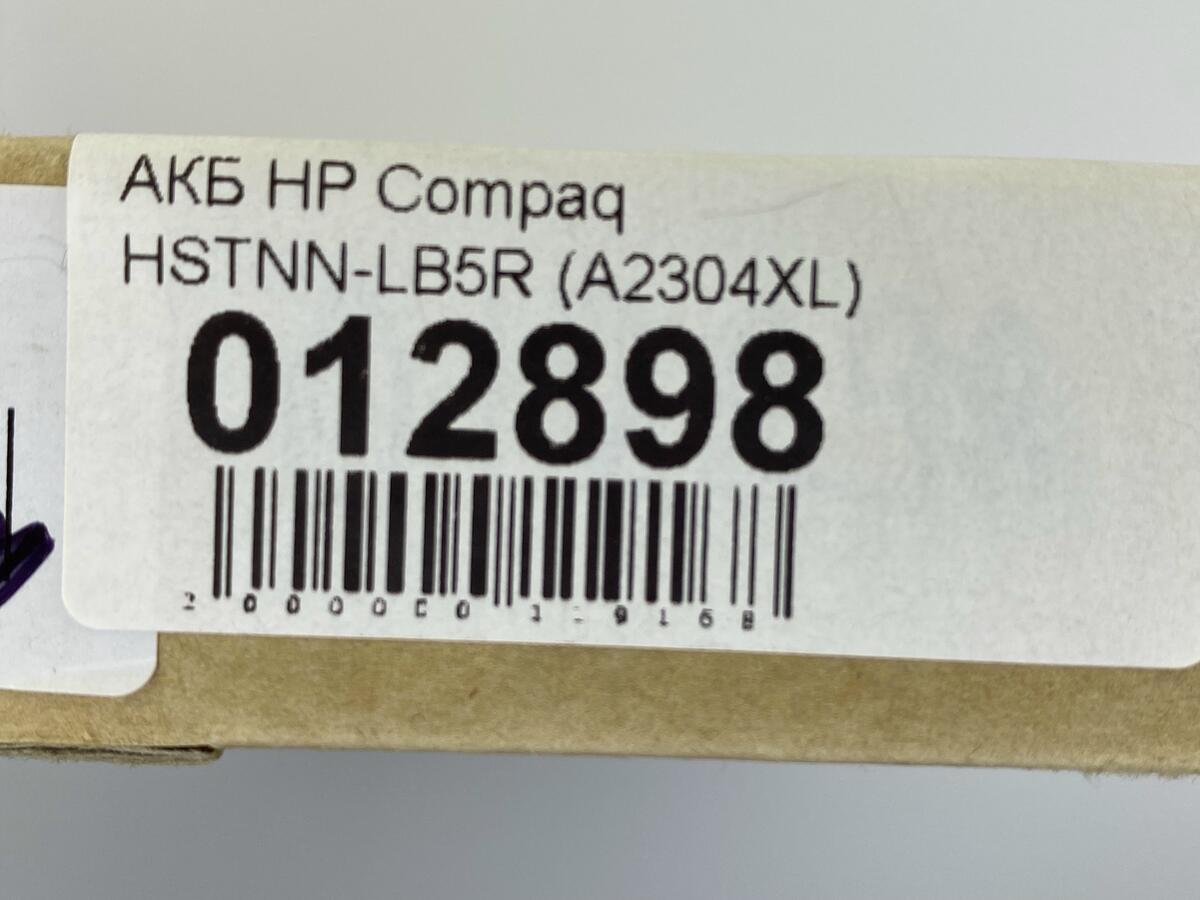 АКБ HP Compaq
HSTNN-LB5R (A2304XL)
012898